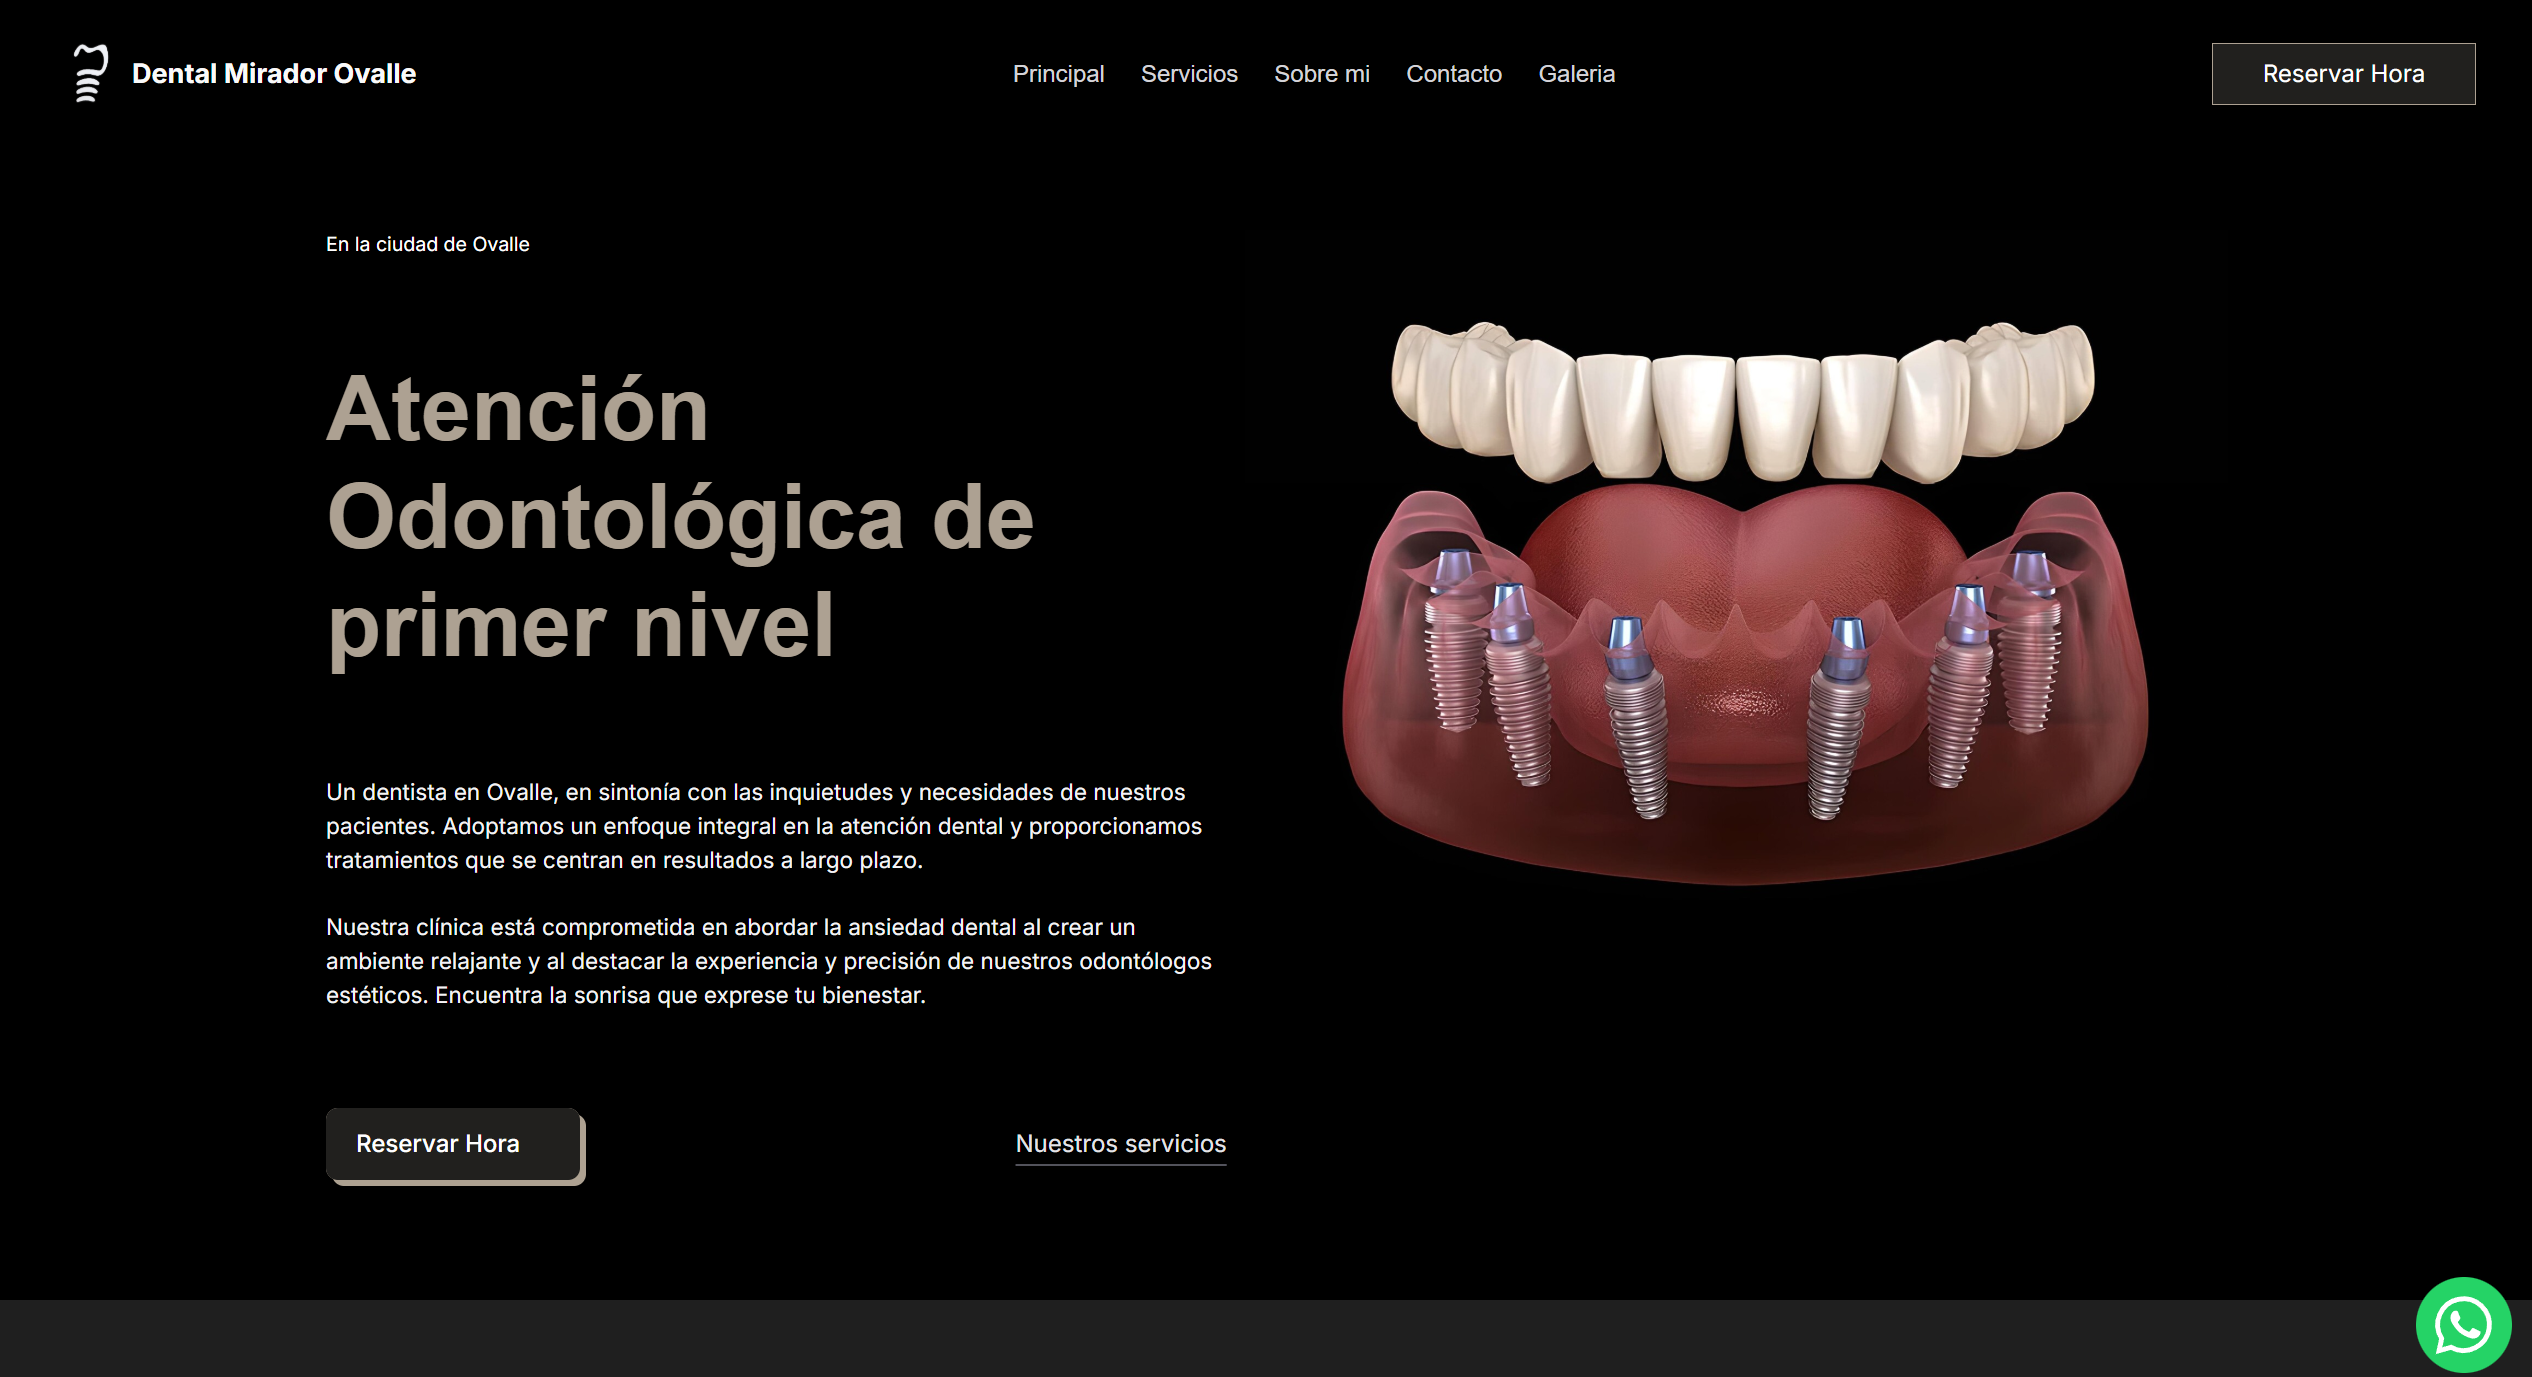 Dental Mirador Ovalle
Principal
Servicios
Sobre mi
Contacto
Galeria
Reservar Hora
En la ciudad de Ovalle
Atención
Odontológica de
primer nivel
Un dentista en Ovalle, en sintonía con las inquietudes y necesidades de nuestros
pacientes. Adoptamos un enfoque integral en la atención dental y proporcionamos
tratamientos que se centran en resultados a largo plazo.
Nuestra clínica está comprometida en abordar la ansiedad dental al crear un
ambiente relajante y al destacar la experiencia y precisión de nuestros odontólogos
estéticos. Encuentra la sonrisa que exprese tu bienestar.
Reservar Hora
Nuestros servicios